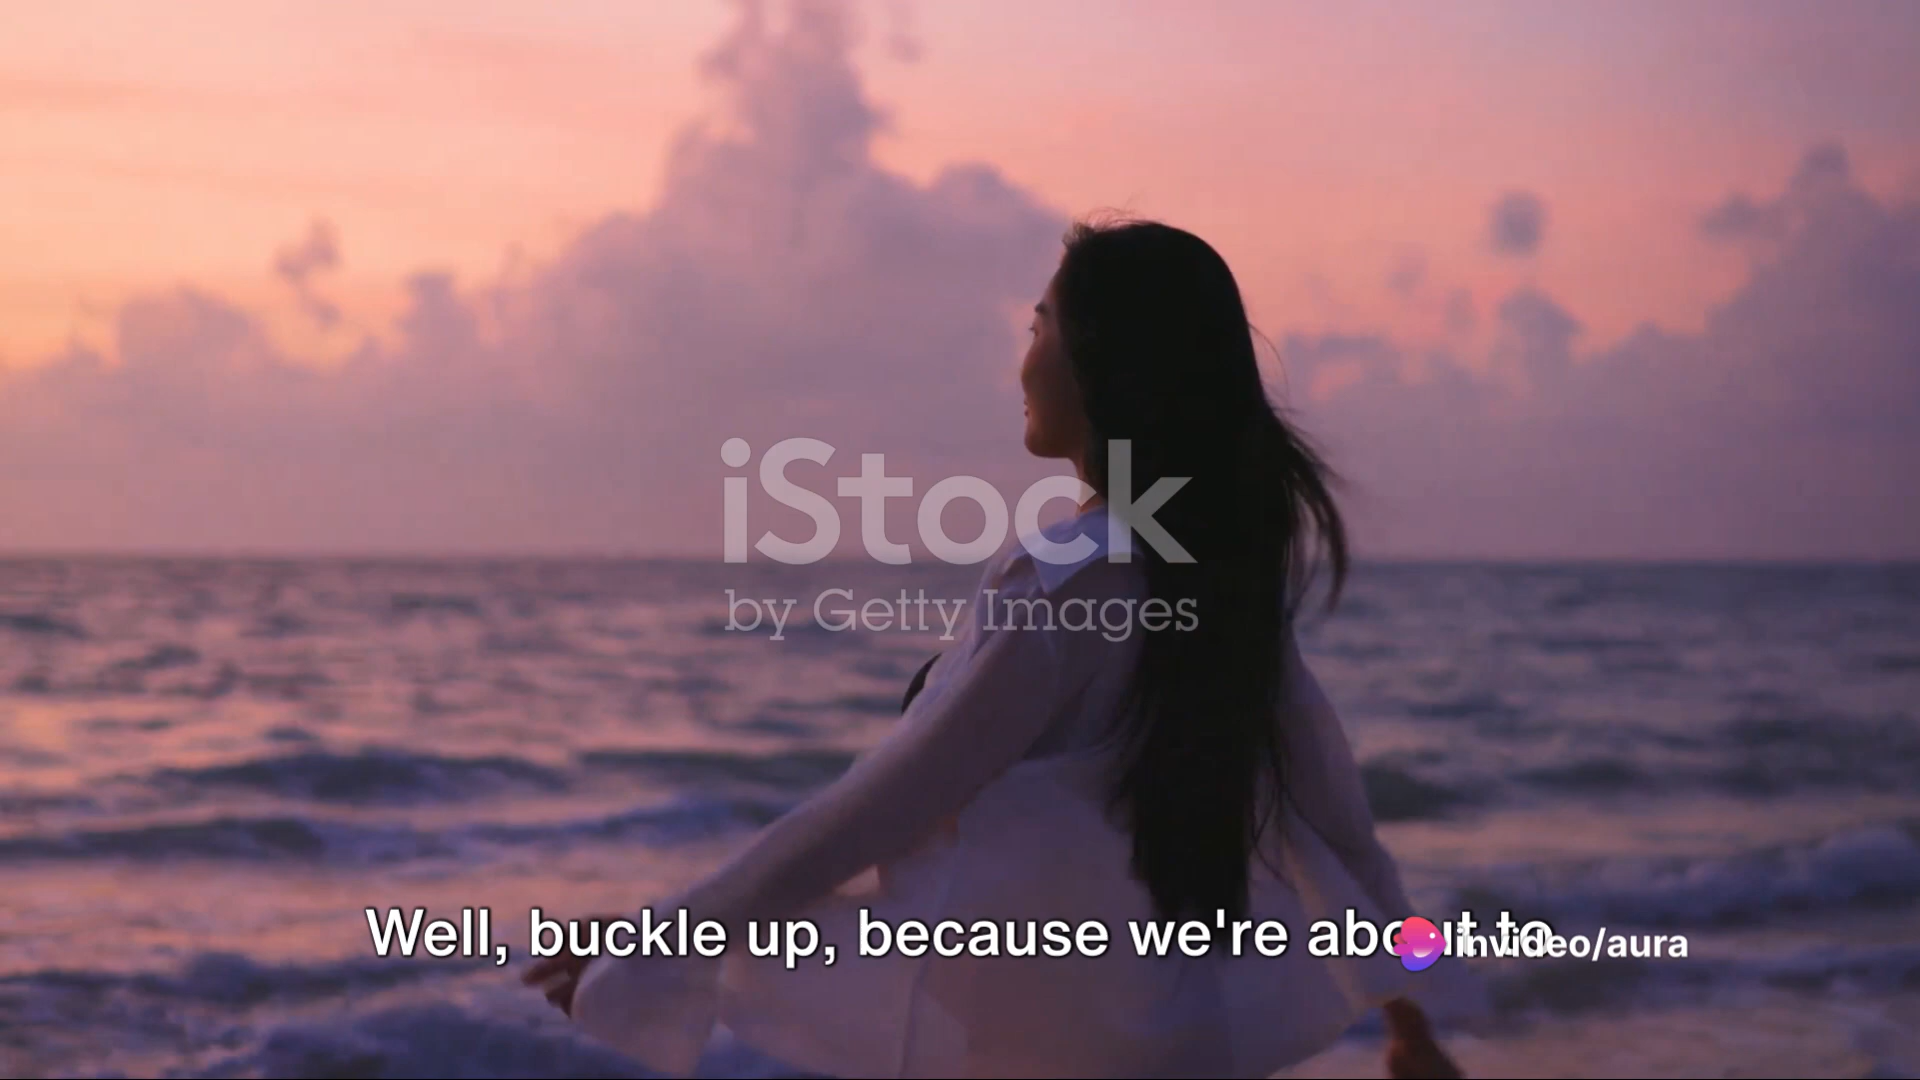 iStock
by Getty Images
Well, buckle up, because we're about to
invideo/aura